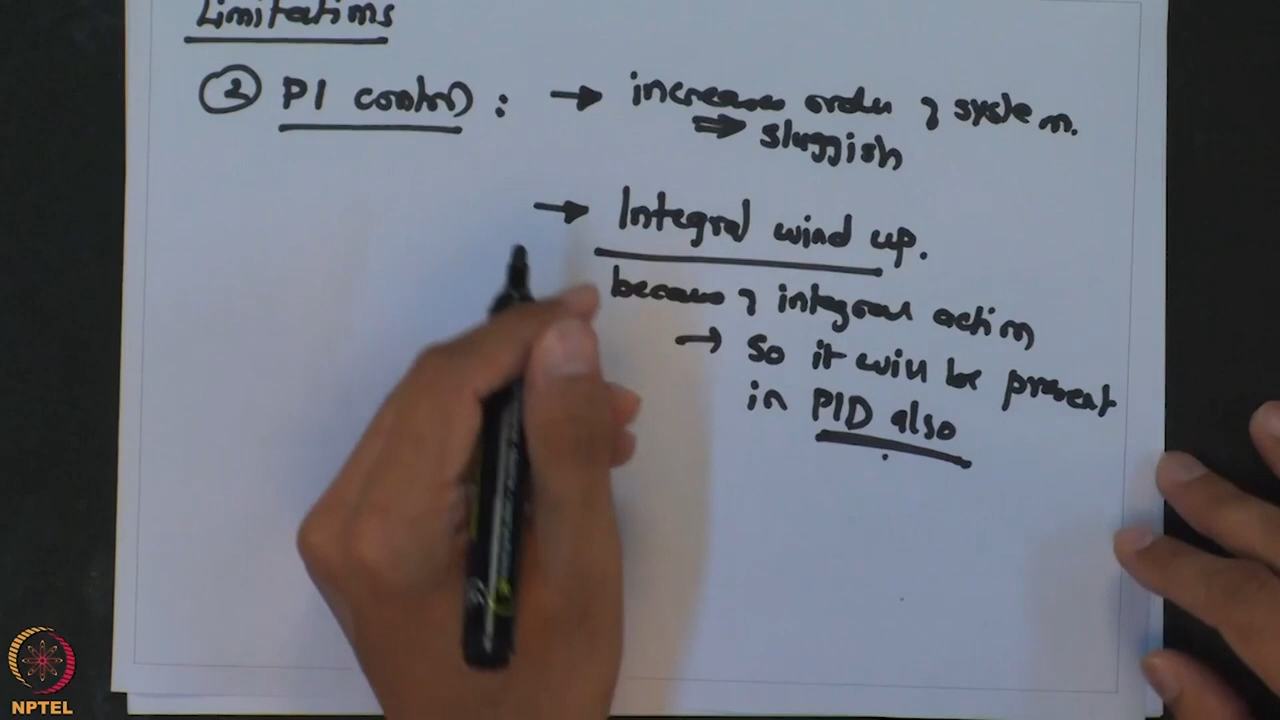 Limitations
② PI control : → increases order of system.
⇒ sluggish
→ Integral wind up.
because of integral action
→ so it will be present
in PID also
NPTEL